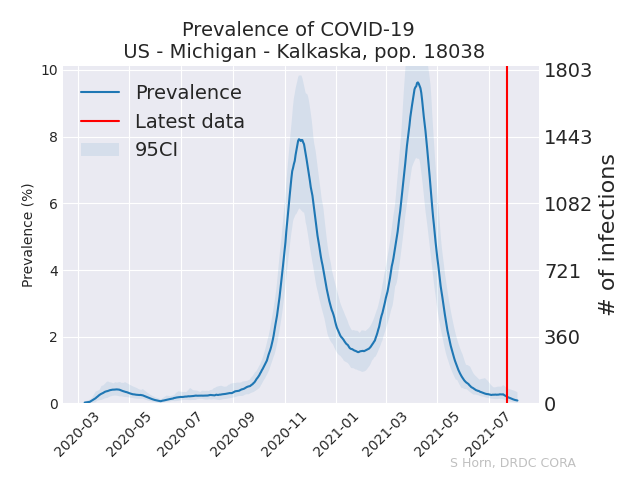 Prevalence of COVID-19
US - Michigan - Kalkaska, pop. 18038
Prevalence
Latest data
95CI
Prevalence (%)
10
8
6
4
2
0
1803
1443
1082
721
360
0
# of infections
2020-03
2020-05
2020-07
2020-09
2020-11
2021-01
2021-03
2021-05
2021-07
S Horn, DRDC CORA